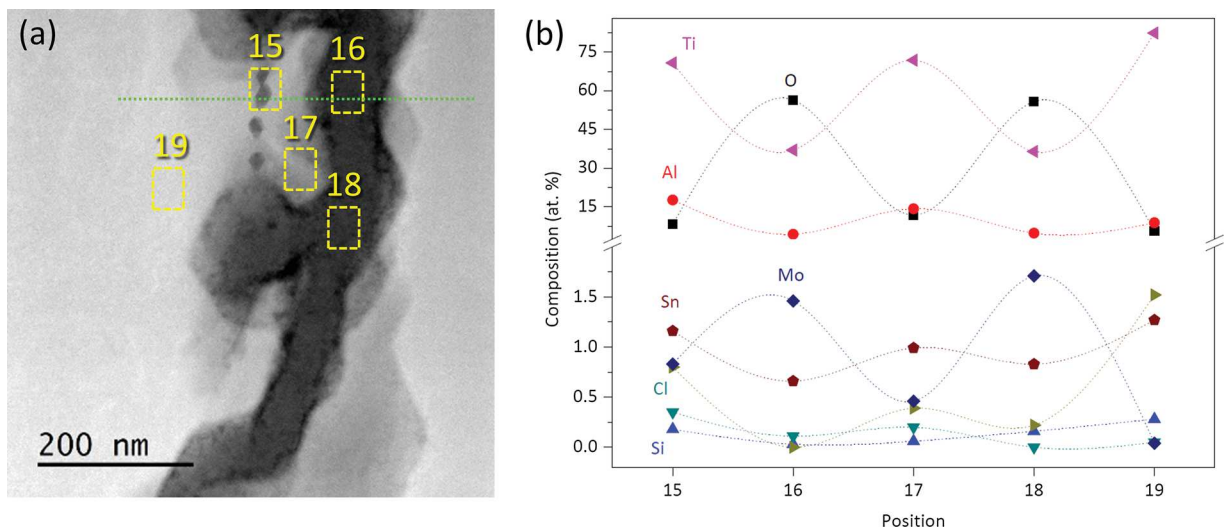 (a)
15
16
17
19
18
200 nm
(b)
Ti
O
Al
Mo
Sn
Cl
Si
Composition (at. %)
75
60
45
30
15
1.5
1.0
0.5
0.0
15 16 17 18 19
Position